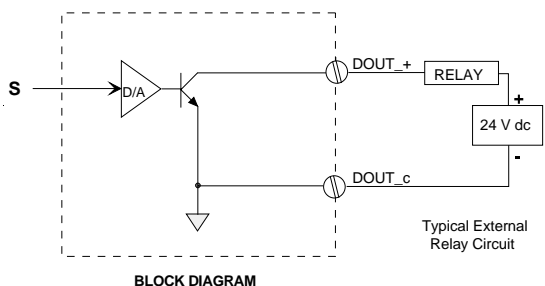 DOUT_+
RELAY
S
D/A
+
24 V dc
-
DOUT_c
Typical External
Relay Circuit
BLOCK DIAGRAM